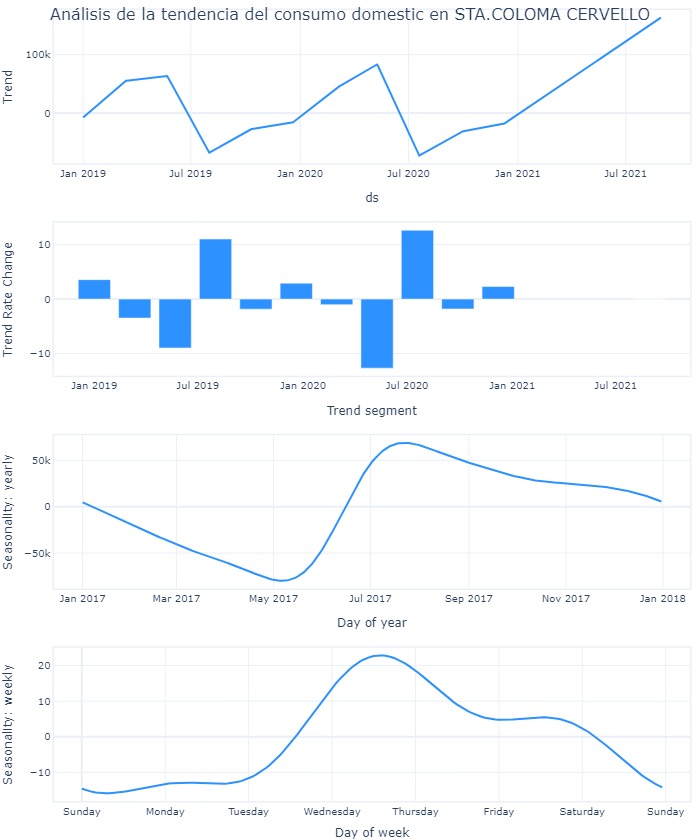 Análisis de la tendencia del consumo domestic en STA.COLOMA CERVELLO
100k
0
Trend
Jan 2019 Jul 2019 Jan 2020 Jul 2020 Jan 2021 Jul 2021
ds
10
0
−10
Trend Rate Change
Jan 2019 Jul 2019 Jan 2020 Jul 2020 Jan 2021 Jul 2021
Trend segment
50k
0
−50k
Seasonality: yearly
Jan 2017 Mar 2017 May 2017 Jul 2017 Sep 2017 Nov 2017 Jan 2018
Day of year
20
10
0
−10
Seasonality: weekly
Sunday Monday Tuesday Wednesday Thursday Friday Saturday Sunday
Day of week